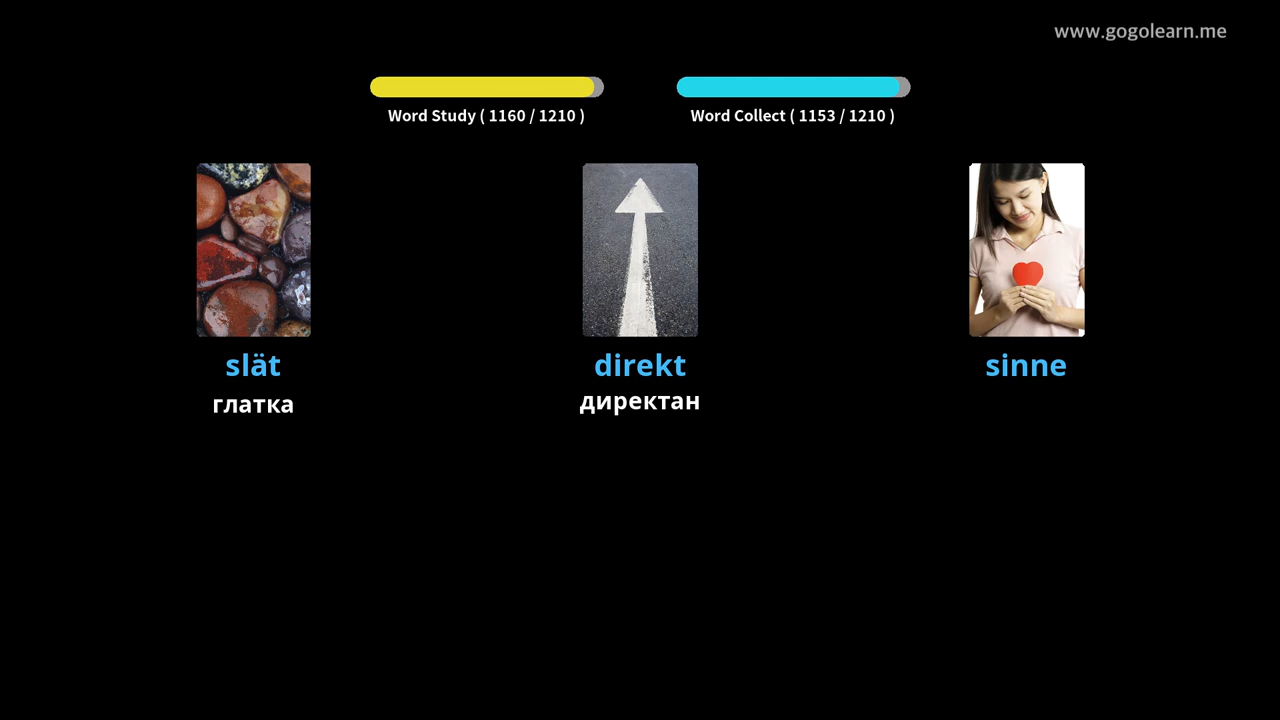 www.gogolearn.me
Word Study ( 1160 / 1210 )
Word Collect ( 1153 / 1210 )
slät
direkt
sinne
глатка
директан